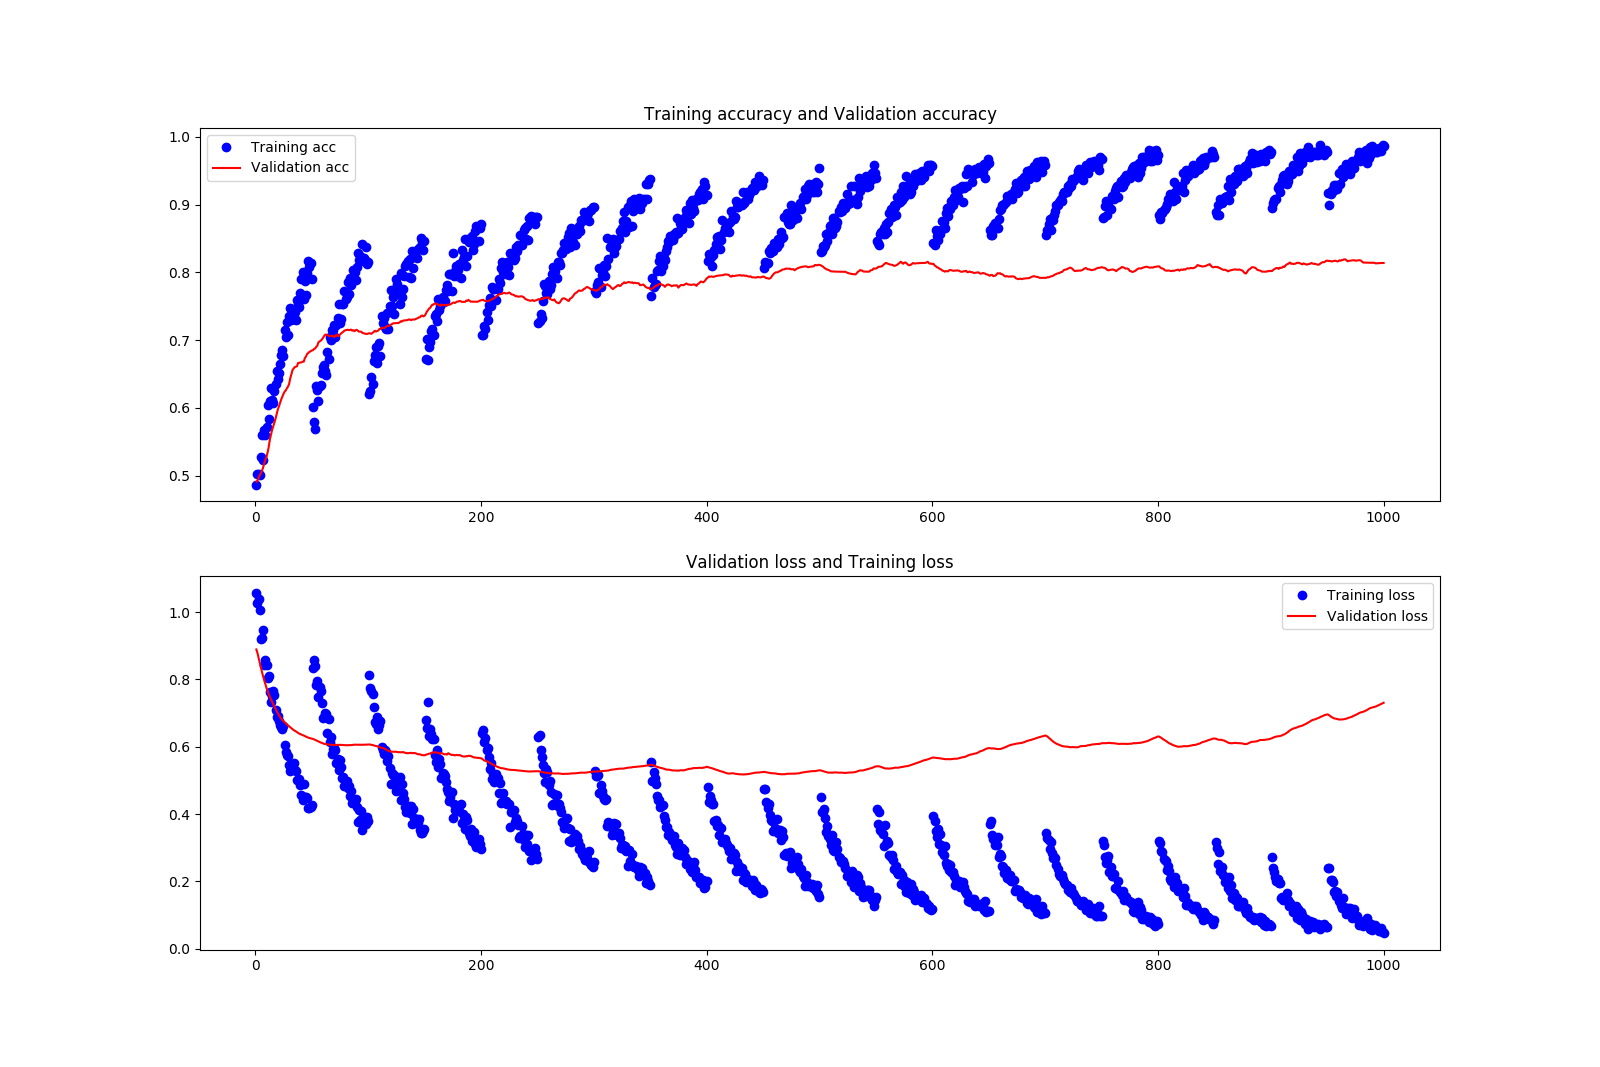 Training accuracy and Validation accuracy
1.0
Training acc
Validation acc
0.9
0.8
0.7
0.6
0.5
0 200 400 600 800 1000
Validation loss and Training loss
Training loss
1.0
Validation loss
0.8
0.6
0.4
0.2
0.0
0 200 400 600 800 1000